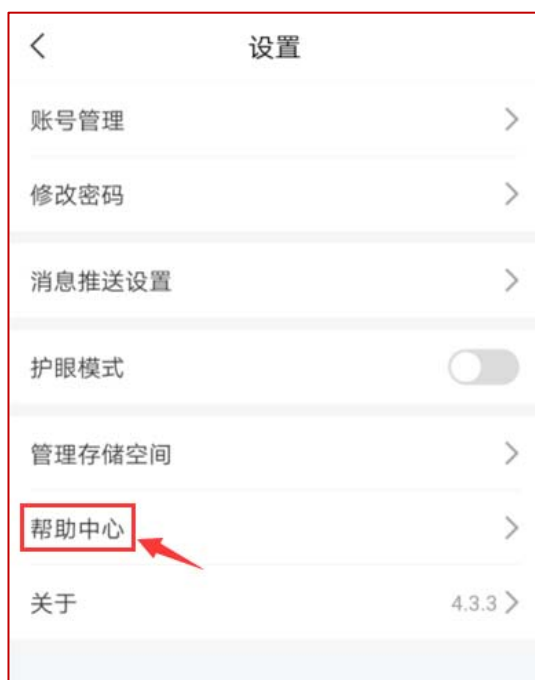 设置
账号管理
修改密码
消息推送设置
护眼模式
管理存储空间
帮助中心
关于 4.3.3